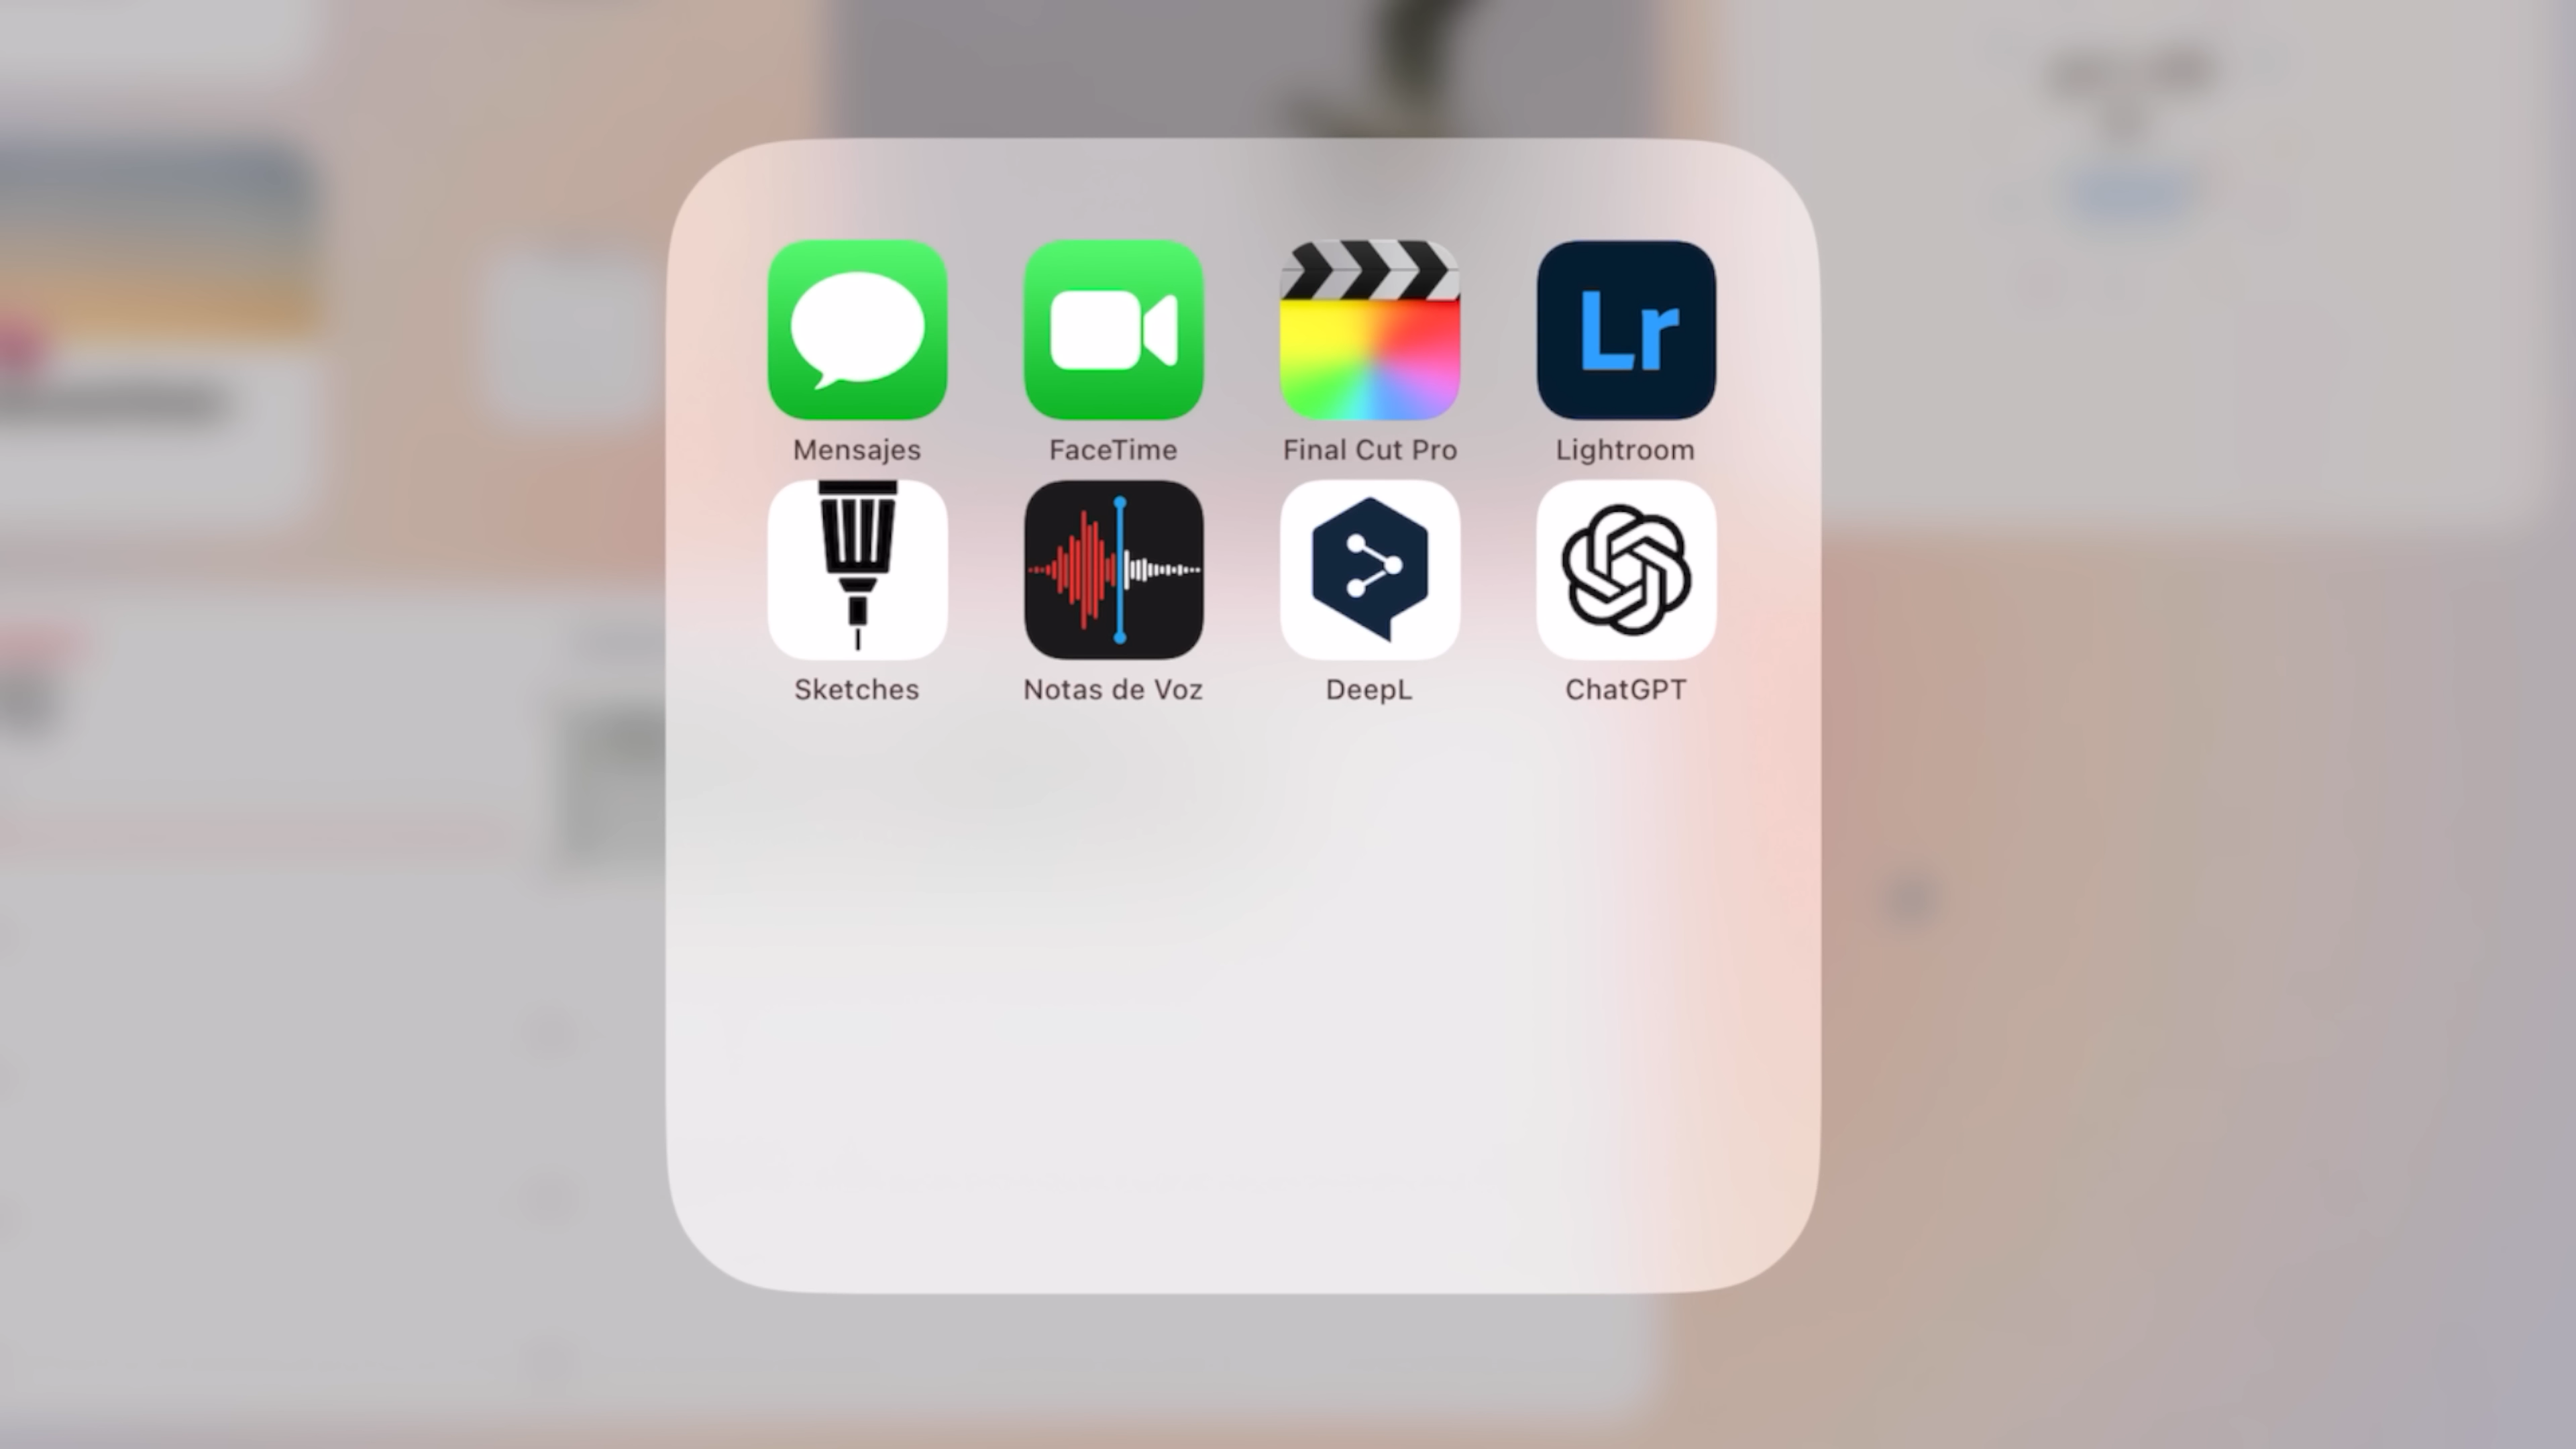 Lr
Mensajes
FaceTime
Final Cut Pro
Lightroom
Sketches
Notas de Voz
DeepL
ChatGPT